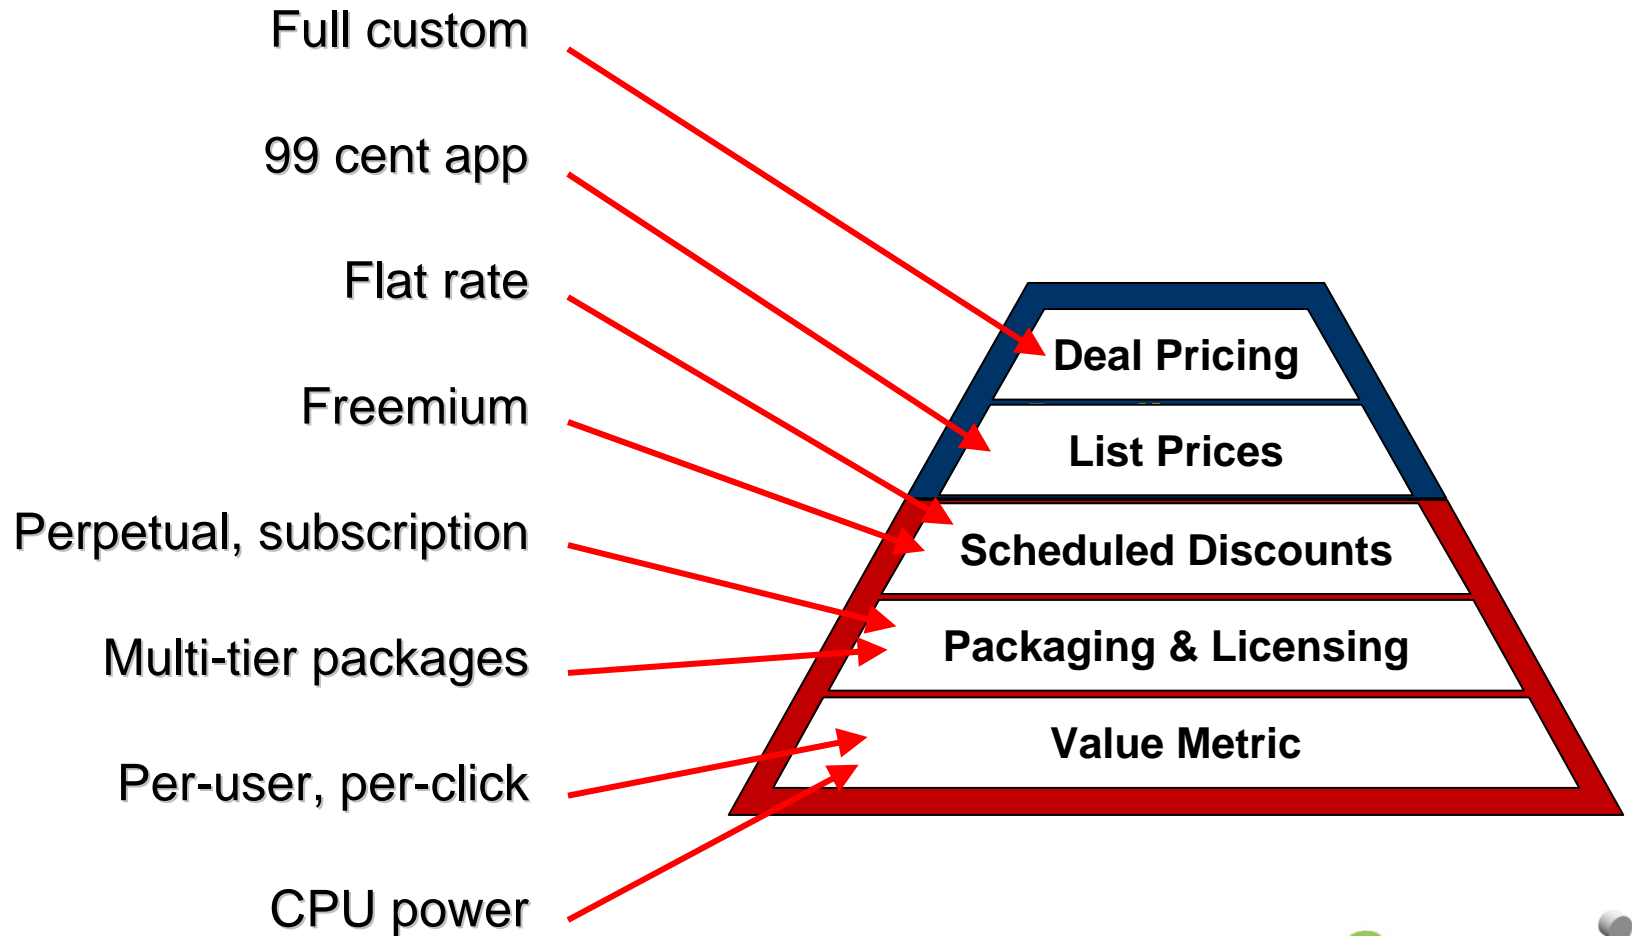 Full custom
99 cent app
Flat rate
Freemium
Perpetual, subscription
Multi-tier packages
Per-user, per-click
CPU power
Deal Pricing
List Prices
Scheduled Discounts
Packaging & Licensing
Value Metric